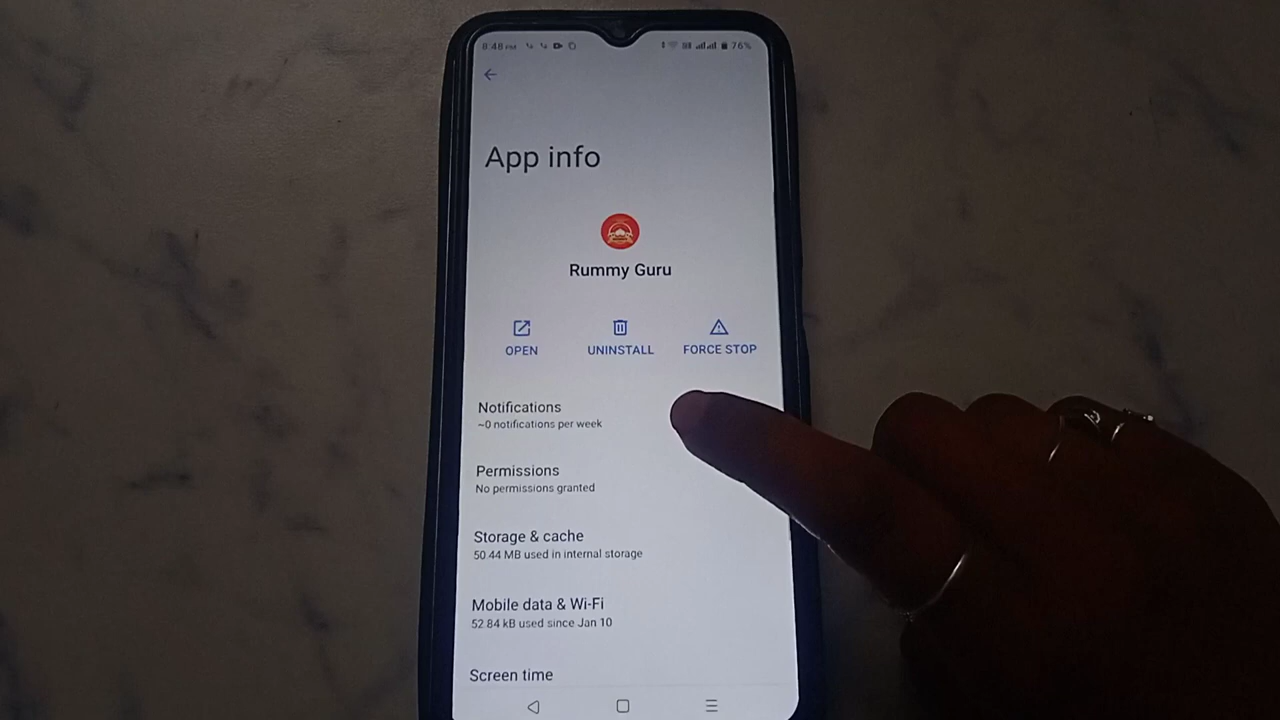 8:48 PM 76%
App info
Rummy Guru
OPEN UNINSTALL FORCE STOP
Notifications
~0 notifications per week
Permissions
No permissions granted
Storage & cache
50.44 MB used in internal storage
Mobile data & Wi-Fi
52.84 kB used since Jan 10
Screen time